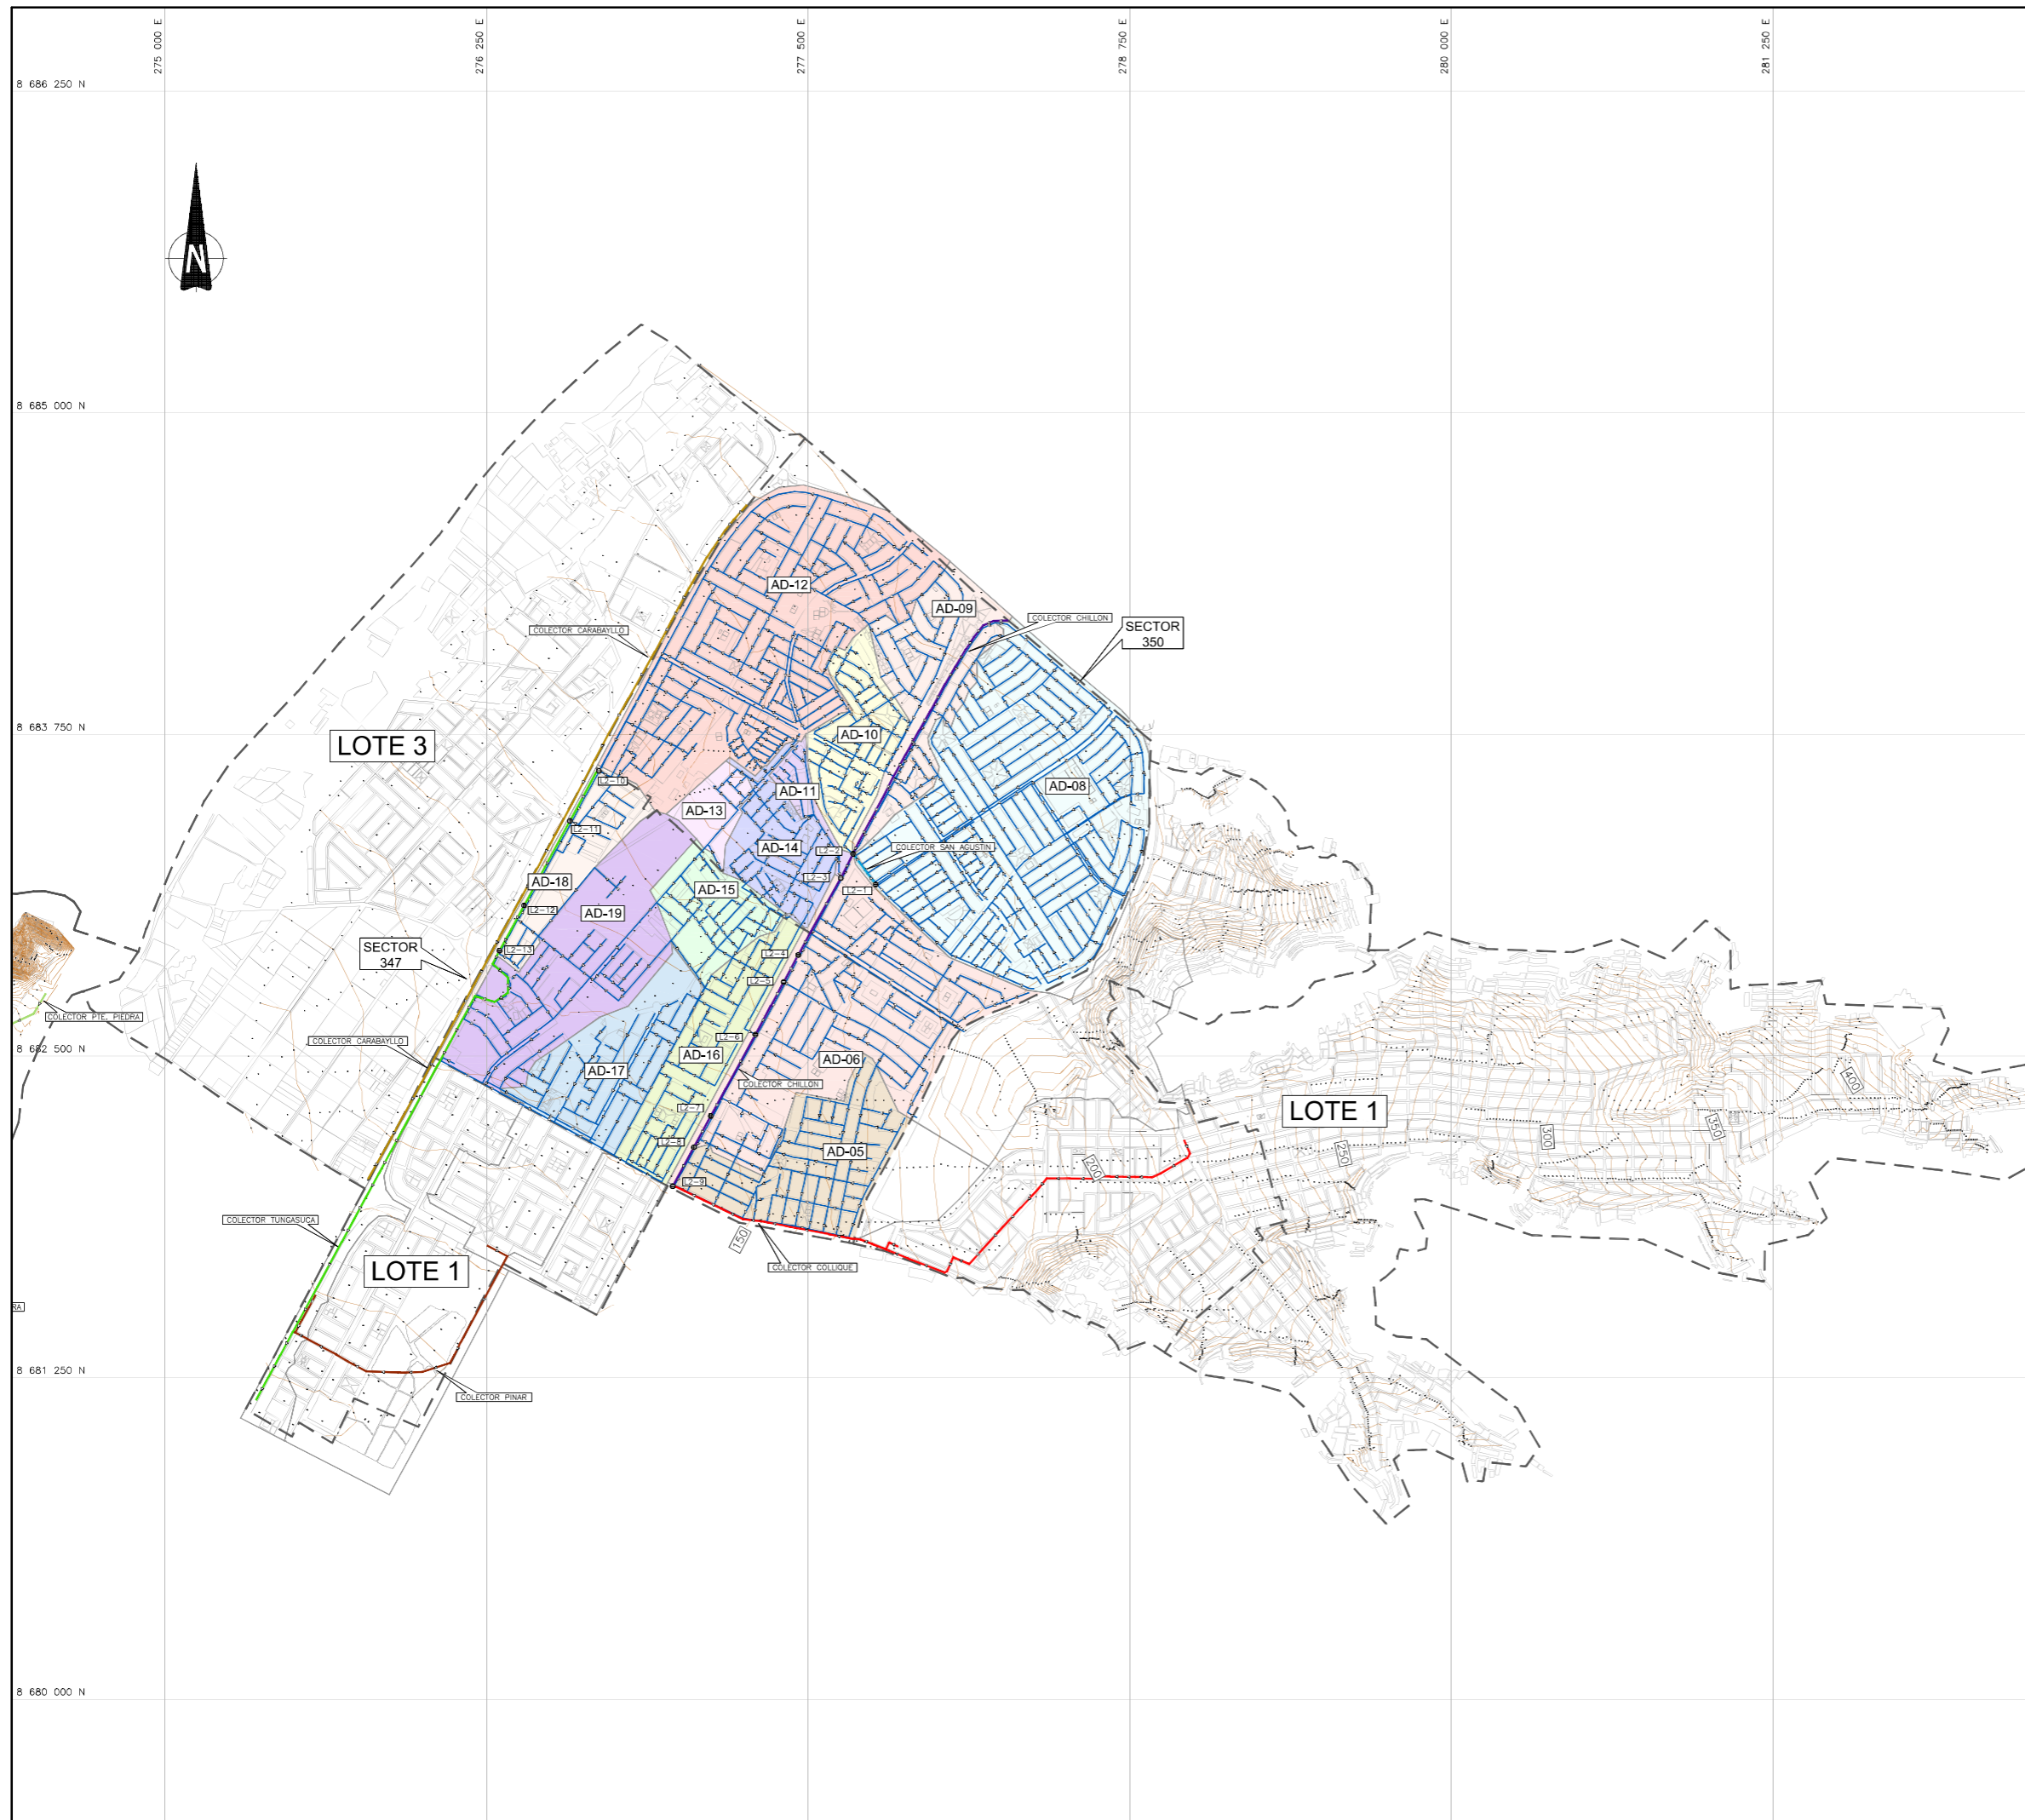 275 000 E
276 250 E
277 500 E
278 750 E
280 000 E
281 250 E
8 686 250 N
N
8 685 000 N
AD-12
AD-09
COLECTOR CHILLON
COLECTOR CARABAYLLO
SECTOR
350
8 683 750 N
LOTE 3
AD-10
L2-10
AD-11
AD-08
AD-13
L2-11
AD-14
L2-2
COLECTOR SAN AGUSTIN
L2-3
AD-18
AD-15
L2-1
L2-12
AD-19
SECTOR
347
L2-13
L2-4
L2-5
COLECTOR PTE. PIEDRA
L2-6
COLECTOR CARABAYLLO
8 682 500 N
AD-16
AD-06
AD-17
COLECTOR CHILLON
400
LOTE 1
L2-7
350
300
L2-8
250
AD-05
200
L2-9
COLECTOR TUNGASUCA
150
COLECTOR COLLIQUE
LOTE 1
RA
8 681 250 N
COLECTOR PINAR
8 680 000 N